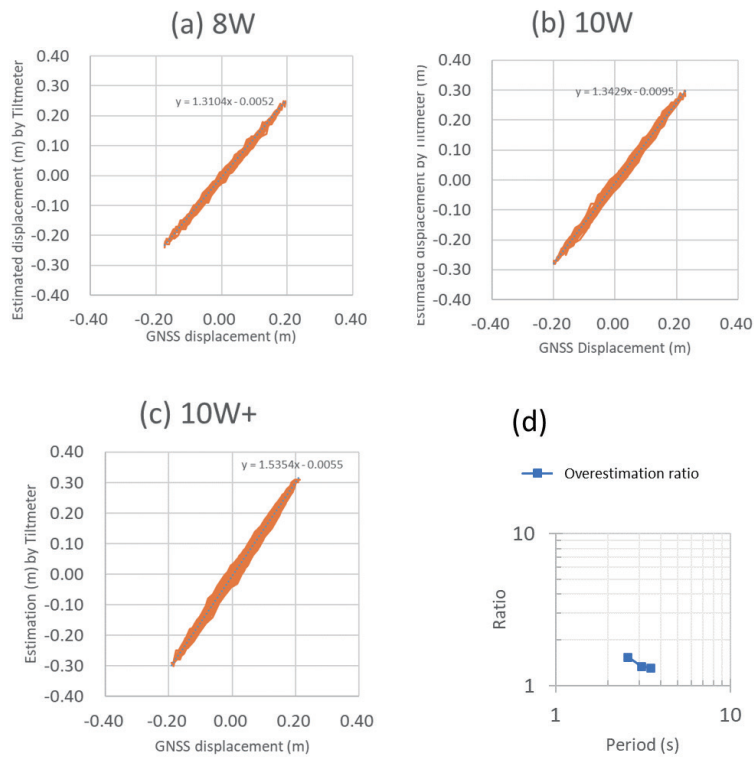 (a) 8W
Estimated displacement (m) by Tiltmeter
0.40
0.30
0.20
0.10
0.00
-0.10
-0.20
-0.30
-0.40
y = 1.3104x - 0.0052
-0.40 -0.20 0.00 0.20 0.40
GNSS displacement (m)
(b) 10W
Estimated displacement by Tiltmeter (m)
0.40
0.30
0.20
0.10
0.00
-0.10
-0.20
-0.30
-0.40
y = 1.3429x - 0.0095
-0.40 -0.20 0.00 0.20 0.40
GNSS Displacement (m)
(c) 10W+
Estimation (m) by Tiltmeter
0.40
0.30
0.20
0.10
0.00
-0.10
-0.20
-0.30
-0.40
y = 1.5354x - 0.0055
-0.40 -0.20 0.00 0.20 0.40
GNSS displacement (m)
(d)
Overestimation ratio
Ratio
10
1
1 10
Period (s)